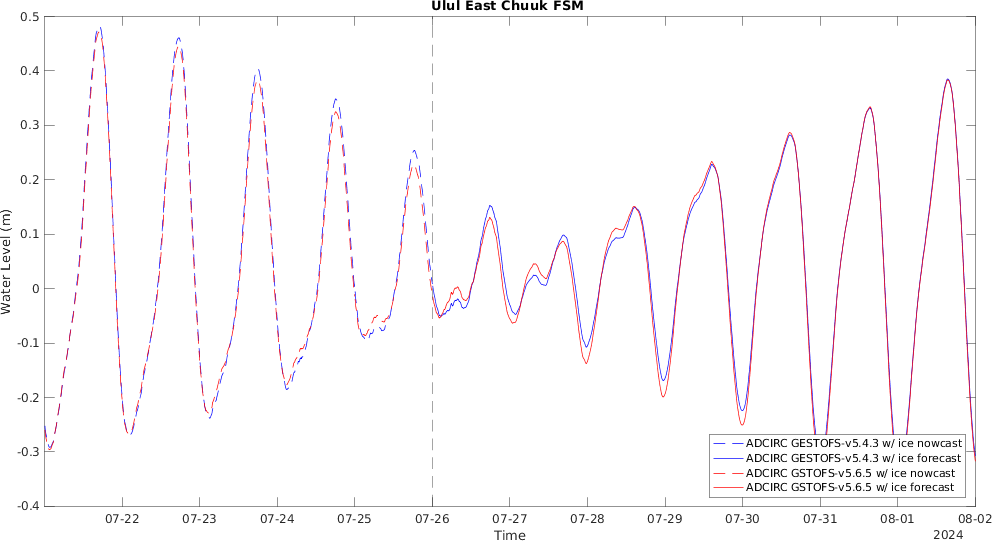 Ulul East Chuuk FSM
Water Level (m)
0.5
0.4
0.3
0.2
0.1
0
-0.1
-0.2
-0.3
-0.4
ADCIRC GESTOFS-v5.4.3 w/ ice nowcast
ADCIRC GESTOFS-v5.4.3 w/ ice forecast
ADCIRC GSTOFS-v5.6.5 w/ ice nowcast
ADCIRC GSTOFS-v5.6.5 w/ ice forecast
07-22 07-23 07-24 07-25 07-26 07-27 07-28 07-29 07-30 07-31 08-01 08-02
Time
2024